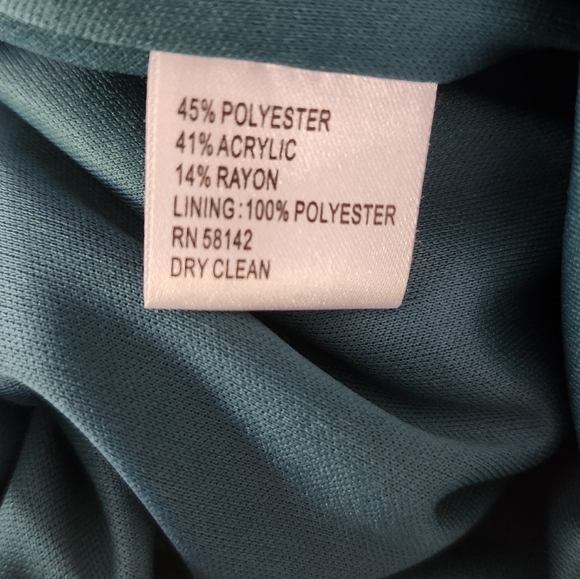 45% POLYESTER
41% ACRYLIC
14% RAYON
LINING:100% POLYESTER
RN 58142
DRY CLEAN